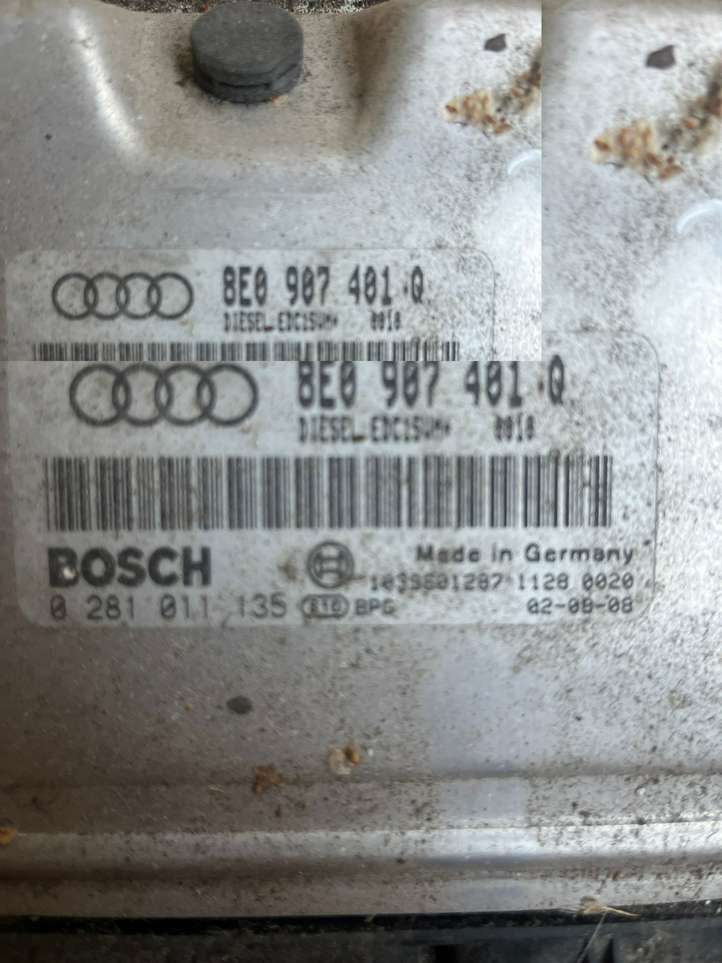 8E0 907 401 Q
DIESEL EDC15VM+ 0010
8E0 907 401 Q
DIESEL EDC15VM+ 0010
BOSCH Made in Germany
1039S01287 1128 0020
0 281 011 135 BPG 02-08-08